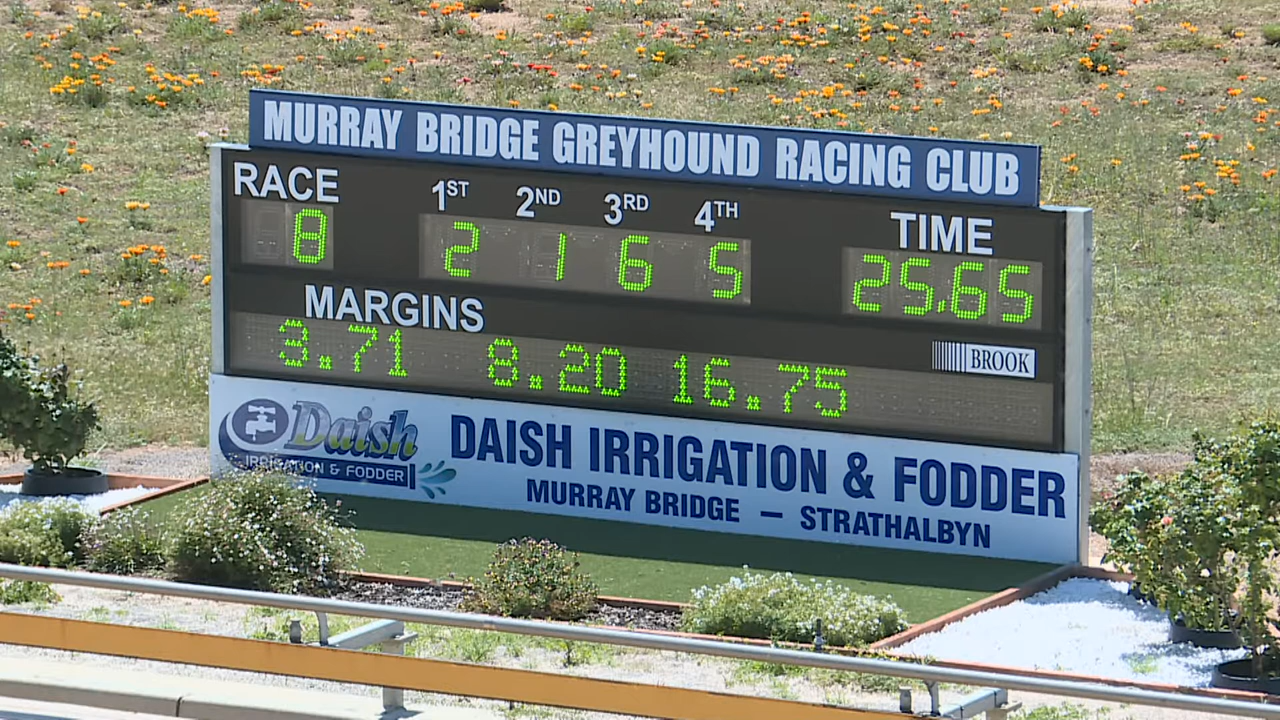 MURRAY BRIDGE GREYHOUND RACING CLUB
RACE 1ST 2ND 3RD 4TH TIME
8 2 1 6 5 25.65
MARGINS
3.71 8.20 16.75
BROOK
Daish
IRRIGATION & FODDER
DAISH IRRIGATION & FODDER
MURRAY BRIDGE – STRATHALBYN